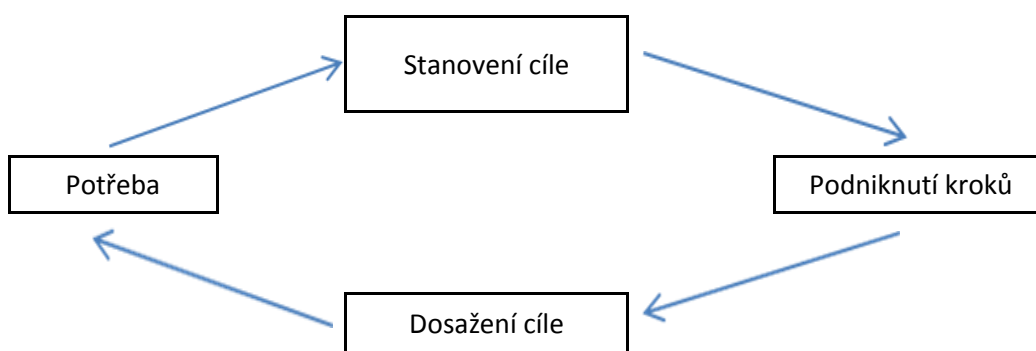 Stanovení cíle
Potřeba
Podniknutí kroků
Dosažení cíle